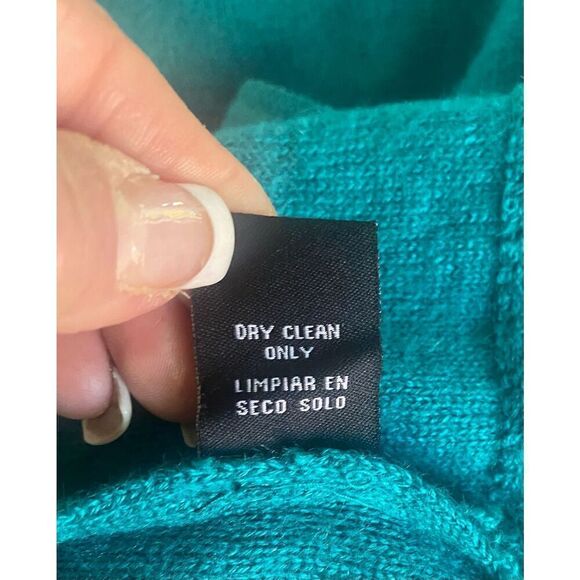 DRY CLEAN
ONLY
LIMPIAR EN
SECO SOLO